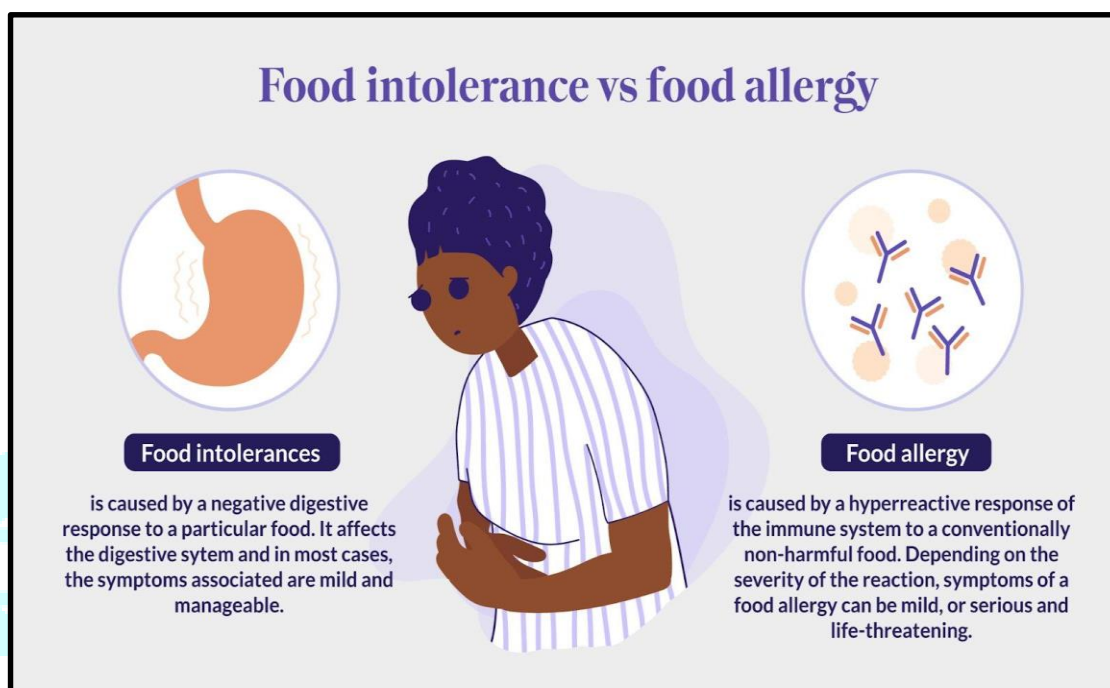 Food intolerance vs food allergy
Food intolerances
is caused by a negative digestive
response to a particular food. It affects
the digestive sytem and in most cases,
the symptoms associated are mild and
manageable.
Food allergy
is caused by a hyperreactive response of
the immune system to a conventionally
non-harmful food. Depending on the
severity of the reaction, symptoms of a
food allergy can be mild, or serious and
life-threatening.